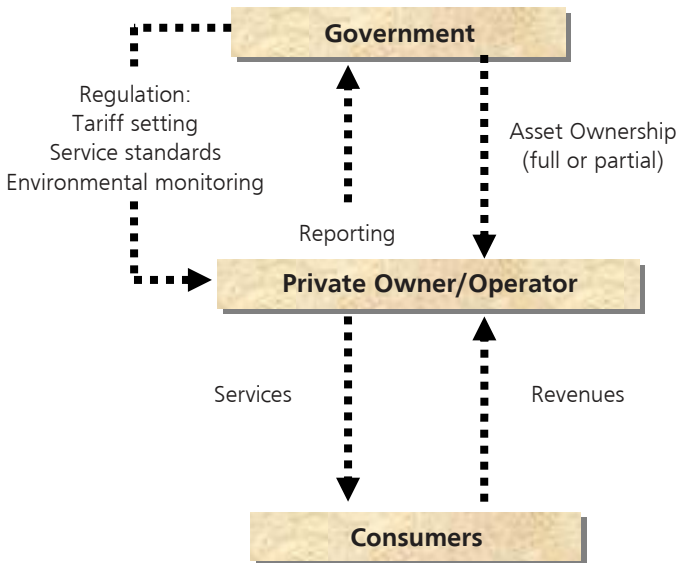 Government
Regulation:
Tariff setting
Service standards
Environmental monitoring
Asset Ownership
(full or partial)
Reporting
Private Owner/Operator
Services
Revenues
Consumers